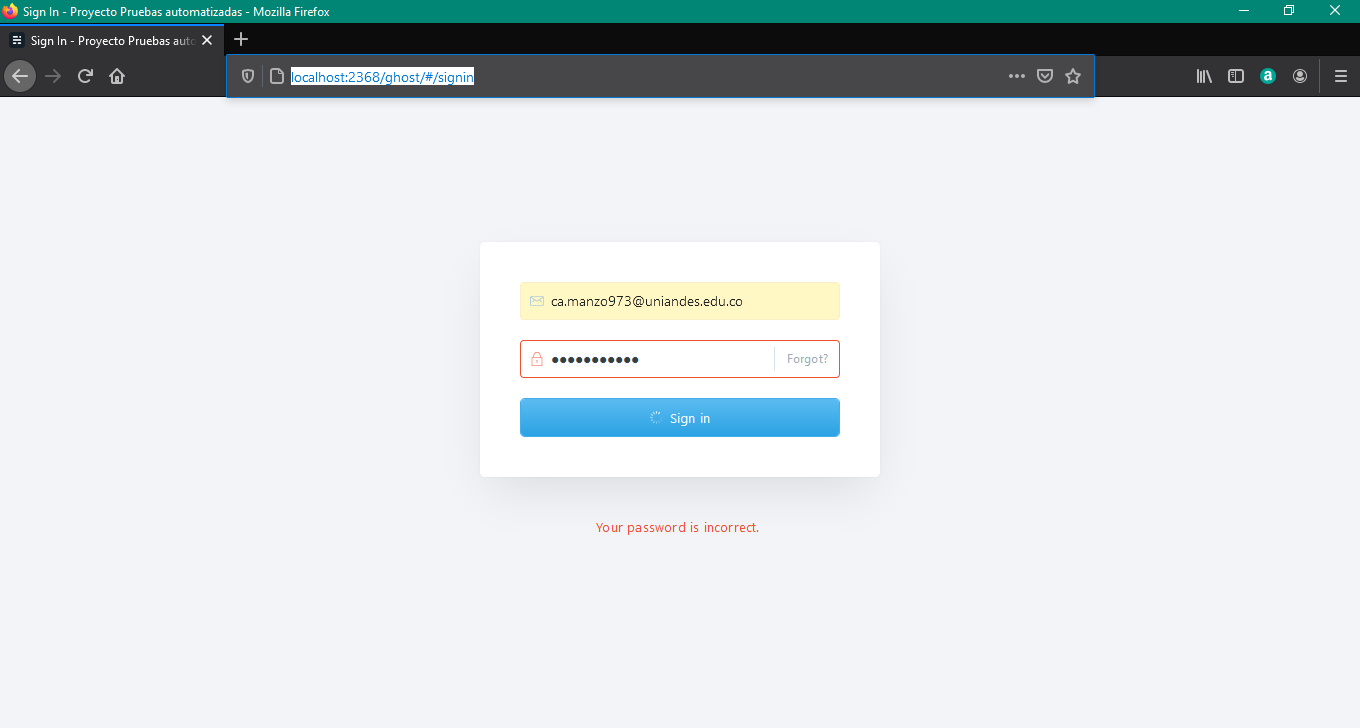 Sign In - Proyecto Pruebas automatizadas - Mozilla Firefox
Sign In - Proyecto Pruebas auto
localhost:2368/ghost/#/signin
a
ca.manzo973@uniandes.edu.co
●●●●●●●●●●●
Forgot?
Sign in
Your password is incorrect.